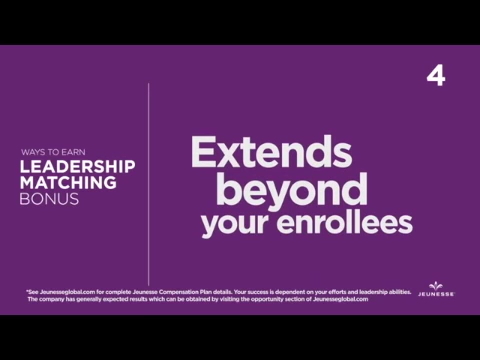 4
WAYS TO EARN
LEADERSHIP
MATCHING
BONUS
Extends
beyond
your enrollees
*See Jeunesseglobal.com for complete Jeunesse Compensation Plan details. Your success is dependent on your efforts and leadership abilities.
The company has generally expected results which can be obtained by visiting the opportunity section of Jeunesseglobal.com
JEUNESSE